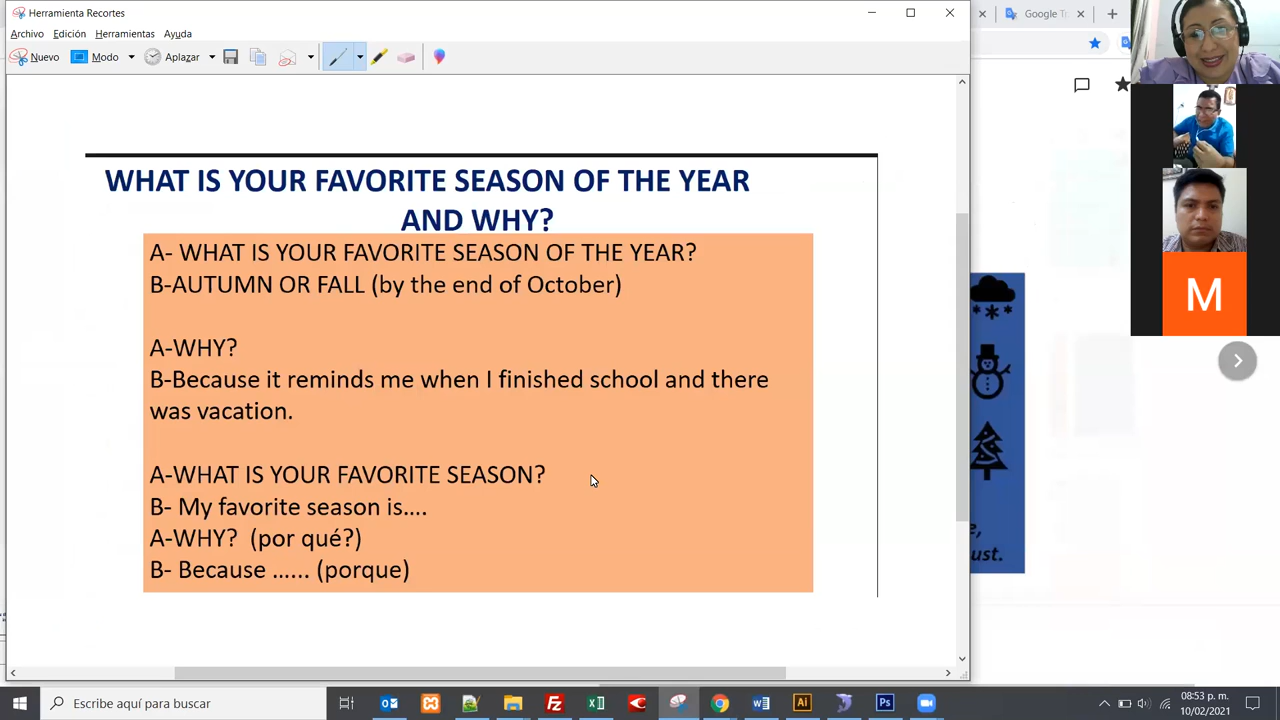 Herramienta Recortes
Google Tr
Archivo Edición Herramientas Ayuda
Nuevo Modo Aplazar
WHAT IS YOUR FAVORITE SEASON OF THE YEAR
AND WHY?
A- WHAT IS YOUR FAVORITE SEASON OF THE YEAR?
B-AUTUMN OR FALL (by the end of October)
A-WHY?
B-Because it reminds me when I finished school and there
was vacation.
A-WHAT IS YOUR FAVORITE SEASON?
B- My favorite season is....
A-WHY? (por qué?)
B- Because ...... (porque)
M
ust.
Escribe aquí para buscar
08:53 p. m.
10/02/2021